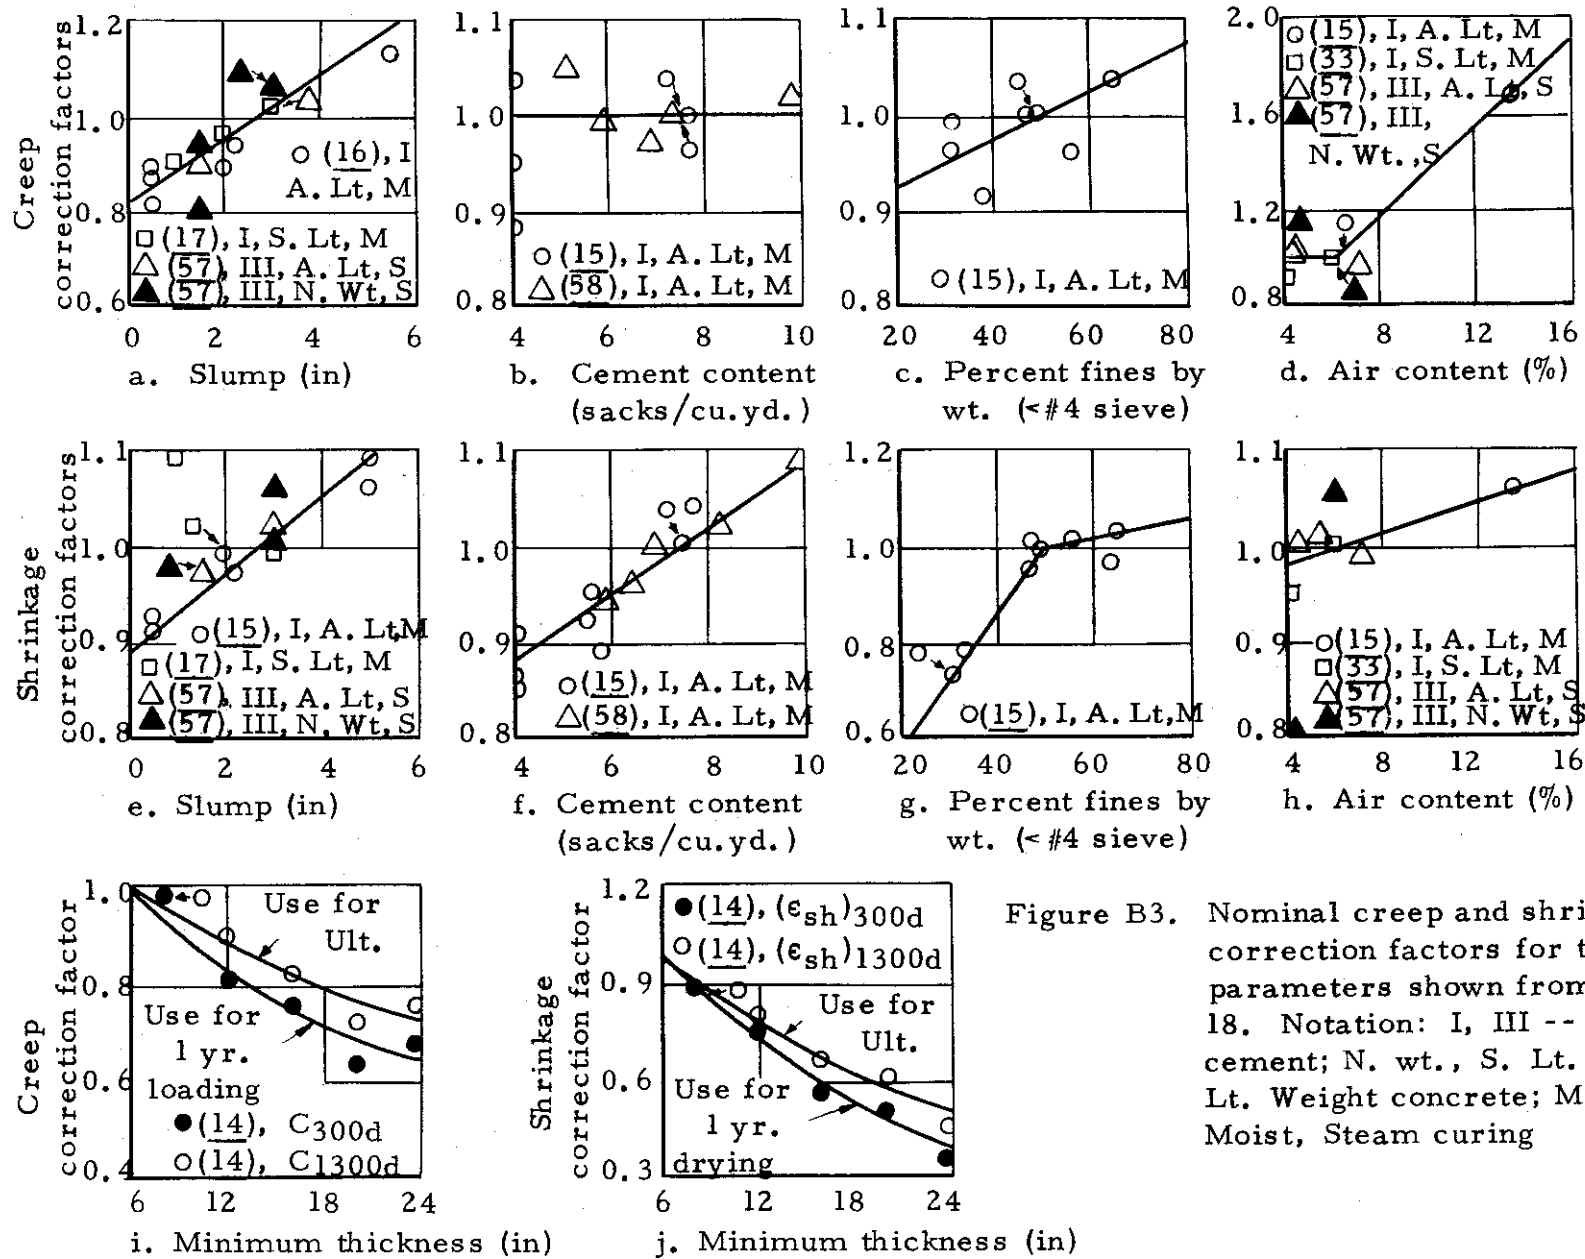 Creep
correction factors
1.2
1.0
0.8
0.6
○ (16), I
A. Lt, M
□ (17), I, S. Lt, M
△ (57), III, A. Lt, S
▲ (57), III, N. Wt, S
0 2 4 6
a. Slump (in)
1.1
1.0
0.9
0.8
○ (15), I, A. Lt, M
△ (58), I, A. Lt, M
4 6 8 10
b. Cement content
(sacks/cu.yd.)
1.1
1.0
0.9
0.8
○ (15), I, A. Lt, M
20 40 60 80
c. Percent fines by
wt. (<#4 sieve)
2.0
1.6
1.2
0.8
○ (15), I, A. Lt, M
□ (33), I, S. Lt, M
△ (57), III, A. Lt, S
▲ (57), III,
N. Wt., S
4 8 12 16
d. Air content (%)
Shrinkage
correction factors
1.1
1.0
0.9
0.8
○ (15), I, A. Lt, M
□ (17), I, S. Lt, M
△ (57), III, A. Lt, S
▲ (57), III, N. Wt, S
0 2 4 6
e. Slump (in)
1.1
1.0
0.9
0.8
○ (15), I, A. Lt, M
△ (58), I, A. Lt, M
4 6 8 10
f. Cement content
(sacks/cu.yd.)
1.2
1.0
0.8
0.6
○ (15), I, A. Lt, M
20 40 60 80
g. Percent fines by
wt. (<#4 sieve)
1.1
1.0
0.9
0.8
○ (15), I, A. Lt, M
□ (33), I, S. Lt, M
△ (57), III, A. Lt, S
▲ (57), III, N. Wt, S
4 8 12 16
h. Air content (%)
Creep
correction factor
1.0
0.8
0.6
0.4
Use for
Ult.
Use for
1 yr.
loading
● (14), C300d
○ (14), C1300d
6 12 18 24
i. Minimum thickness (in)
Shrinkage
correction factor
1.2
0.9
0.6
0.3
● (14), (εsh)300d
○ (14), (εsh)1300d
Use for
Ult.
Use for
1 yr.
drying
6 12 18 24
j. Minimum thickness (in)
Figure B3. Nominal creep and shri
correction factors for t
parameters shown from
18. Notation: I, III --
cement; N. wt., S. Lt.
Lt. Weight concrete; M
Moist, Steam curing